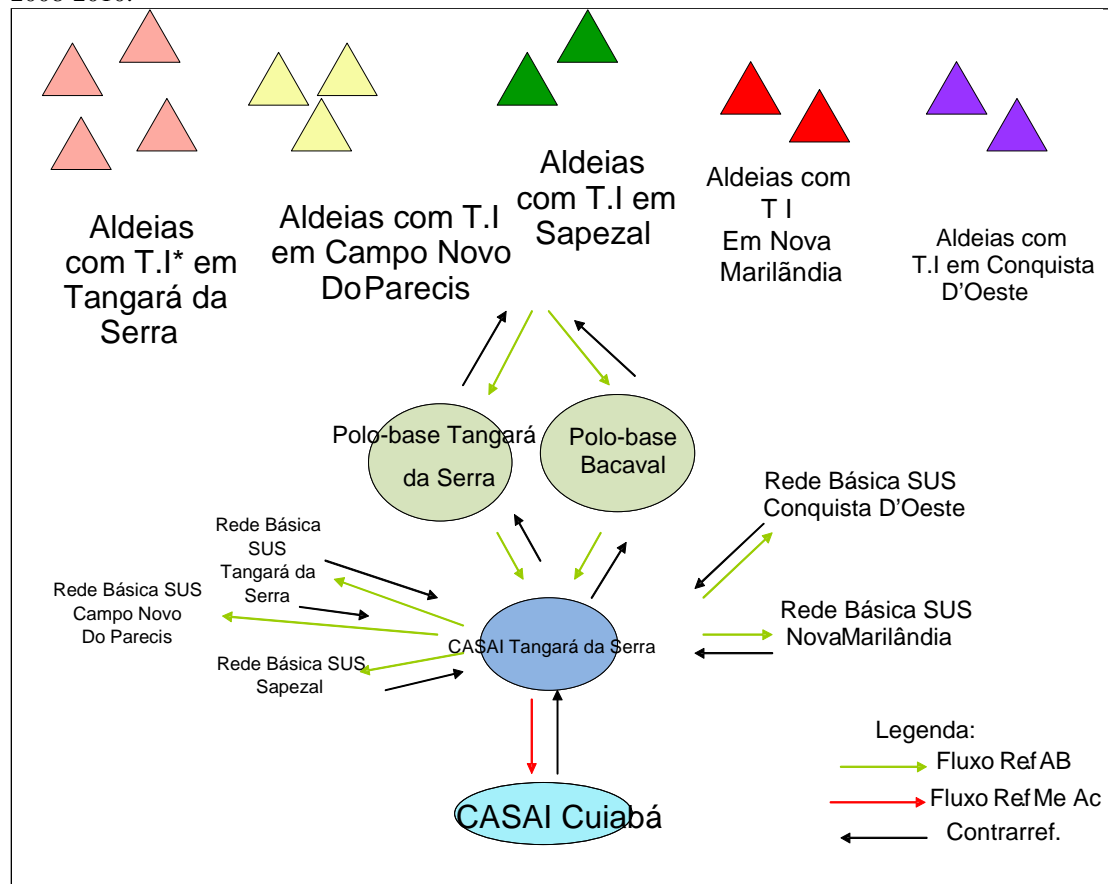 Aldeias
com T.I* em
Tangará da
Serra
Aldeias com T.I
em Campo Novo
Do Parecis
Aldeias
com T.I em
Sapezal
Aldeias com
T I
Em Nova
Marilãndia
Aldeias com
T.I em Conquista
D'Oeste
Polo-base Tangará
da Serra
Polo-base
Bacaval
Rede Básica SUS
Conquista D'Oeste
Rede Básica
SUS
Tangará da
Serra
Rede Básica SUS
Campo Novo
Do Parecis
Rede Básica SUS
Sapezal
CASAI Tangará da Serra
Rede Básica SUS
NovaMarilândia
CASAI Cuiabá
Legenda:
Fluxo Ref AB
Fluxo Ref Me Ac
Contrarref.